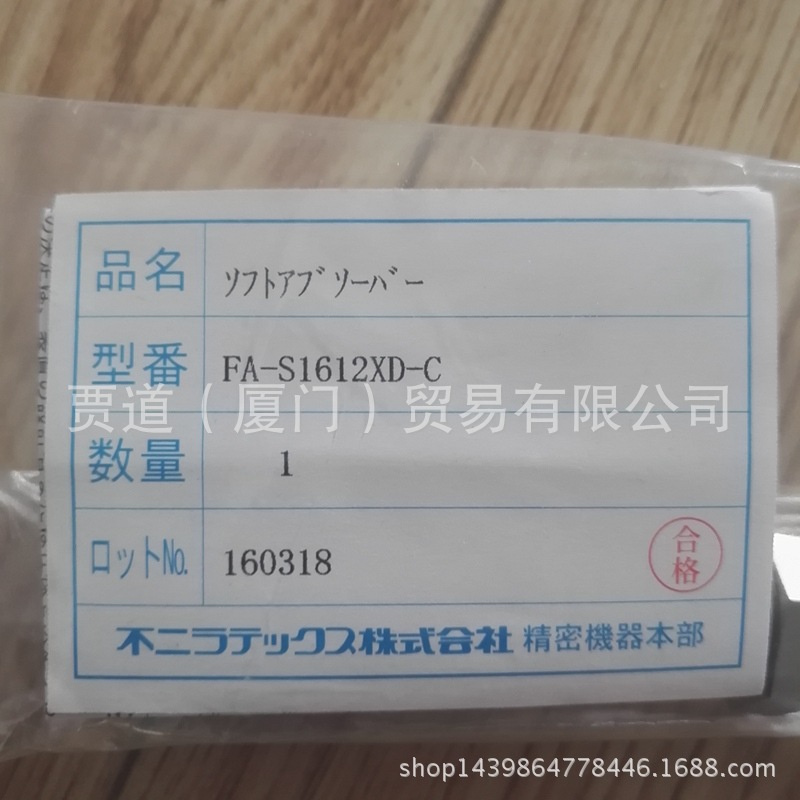 品名 ｿﾌﾄｱﾌﾞｿｰﾊﾞｰ
型番 FA-S1612XD-C
贾道（厦门）贸易有限公司
数量 1
ロットNo. 160318
合格
不二ラテックス株式会社 精密機器本部
shop1439864778446.1688.com